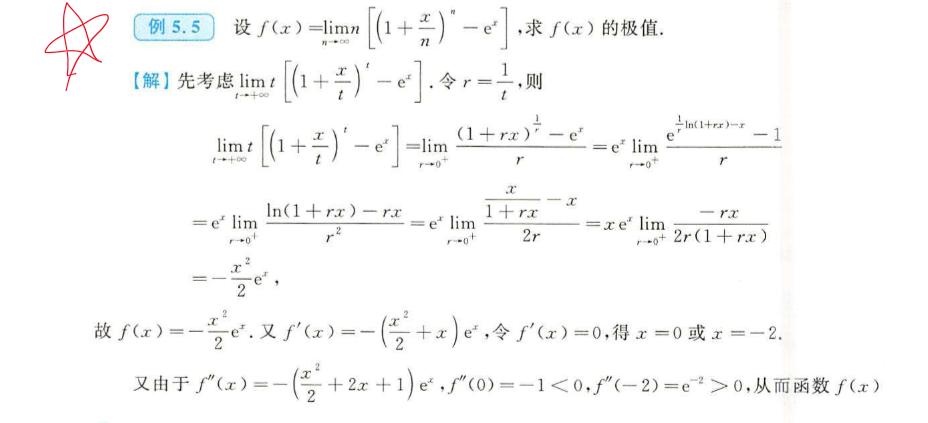 例 5.5 设 f(x)=lim_{n→∞} n[(1+x/n)^n−e^x],求 f(x) 的极值.
【解】先考虑 lim_{t→+∞} t[(1+x/t)^t−e^x].令 r=1/t,则
lim_{t→+∞} t[(1+x/t)^t−e^x]=lim_{r→0^+} ((1+rx)^{1/r}−e^x)/r=e^x lim_{r→0^+} (e^{(1/r)ln(1+rx)−x}−1)/r
=e^x lim_{r→0^+} (ln(1+rx)−rx)/r^2=e^x lim_{r→0^+} (x/(1+rx)−x)/(2r)=xe^x lim_{r→0^+} (−rx)/(2r(1+rx))
=−(x^2/2)e^x,
故 f(x)=−(x^2/2)e^x.又 f′(x)=−(x^2/2+x)e^x,令 f′(x)=0,得 x=0 或 x=−2.
又由于 f″(x)=−(x^2/2+2x+1)e^x,f″(0)=−1<0,f″(−2)=e^{−2}>0,从而函数 f(x)